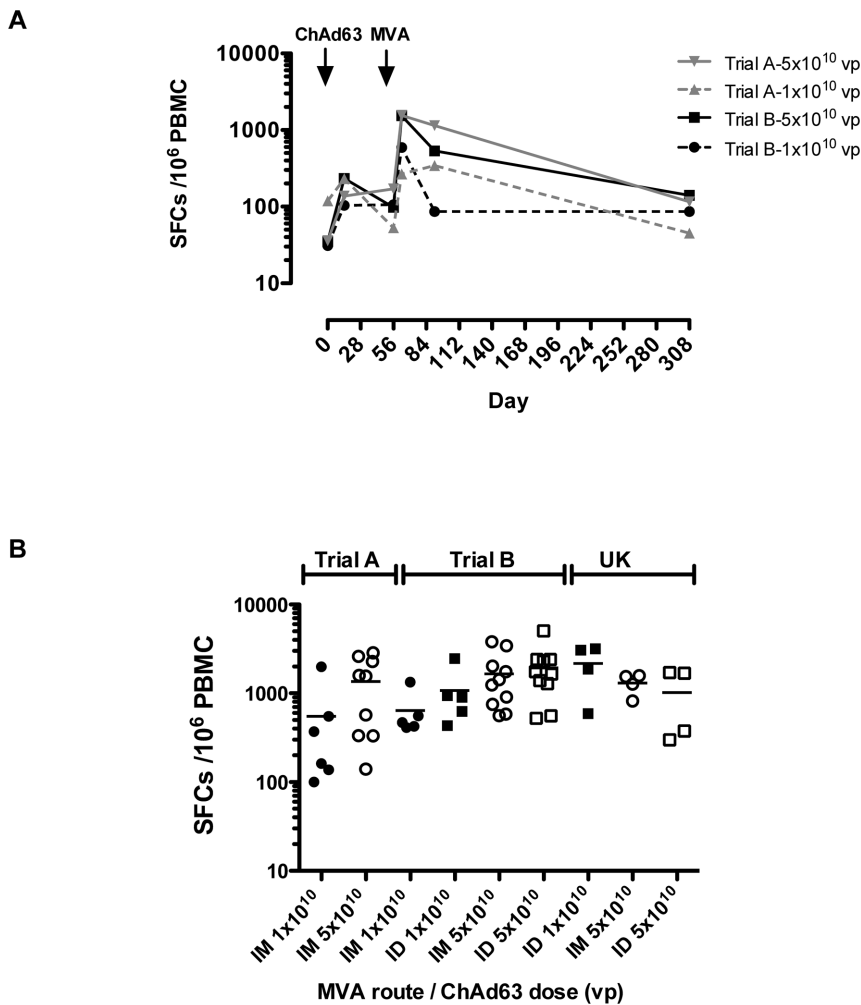 A
ChAd63 MVA
SFCs /10⁶ PBMC
10000
1000
100
10
Trial A-5x10¹⁰ vp
Trial A-1x10¹⁰ vp
Trial B-5x10¹⁰ vp
Trial B-1x10¹⁰ vp
0 28 56 84 112 140 168 196 224 252 280 308
Day
B
Trial A Trial B UK
SFCs /10⁶ PBMC
10000
1000
100
10
IM 1x10¹⁰
IM 5x10¹⁰
IM 1x10¹⁰
ID 1x10¹⁰
IM 5x10¹⁰
ID 5x10¹⁰
ID 1x10¹⁰
IM 5x10¹⁰
ID 5x10¹⁰
MVA route / ChAd63 dose (vp)